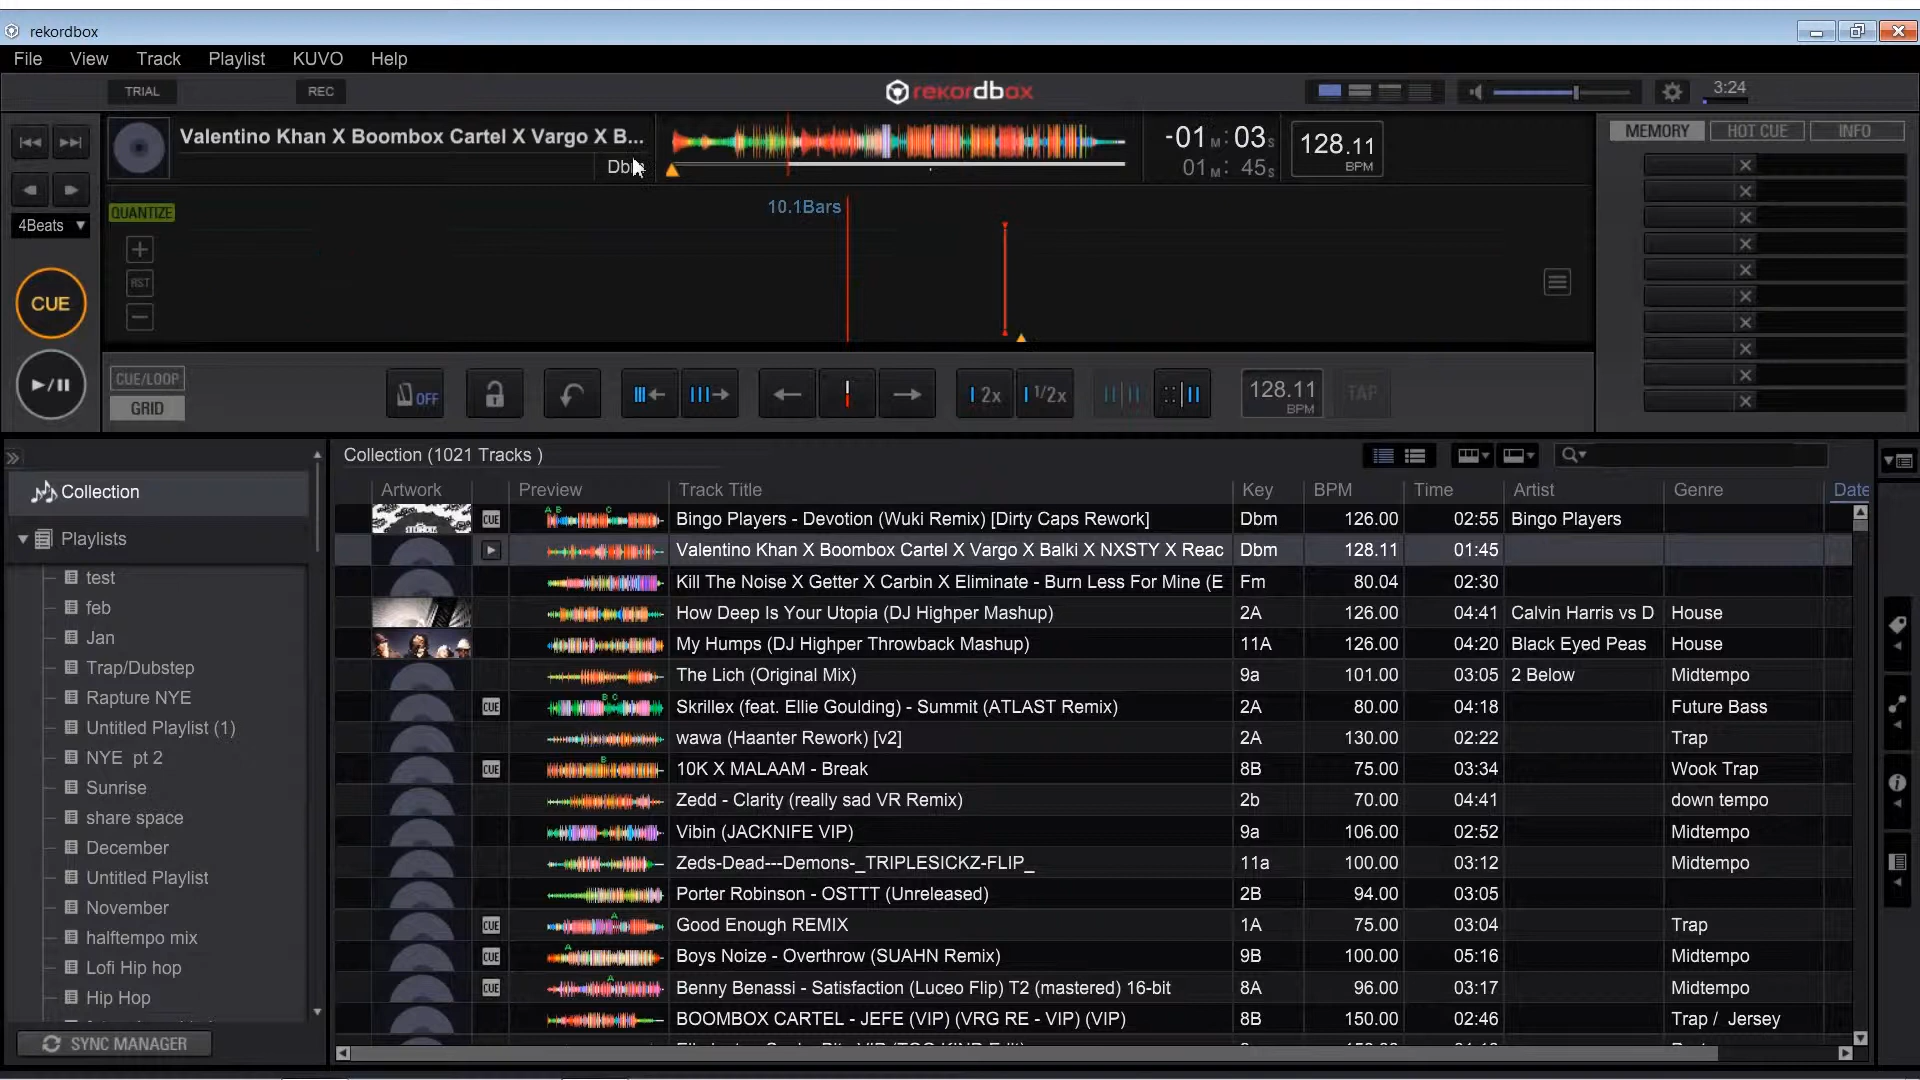 rekordbox
File View Track Playlist KUVO Help
TRIAL REC rekordbox 3:24
Valentino Khan X Boombox Cartel X Vargo X B... -01 M: 03 S 128.11 BPM MEMORY HOT CUE INFO
01 M: 45 S
QUANTIZE 10.1Bars
4Beats
RST
CUE
CUE/LOOP
GRID
OFF 2x 1/2x 128.11 BPM TAP
Collection (1021 Tracks )
Artwork Preview Track Title Key BPM Time Artist Genre Date
CUE A B C Bingo Players - Devotion (Wuki Remix) [Dirty Caps Rework] Dbm 126.00 02:55 Bingo Players
Valentino Khan X Boombox Cartel X Vargo X Balki X NXSTY X Reac Dbm 128.11 01:45
Kill The Noise X Getter X Carbin X Eliminate - Burn Less For Mine (E Fm 80.04 02:30
How Deep Is Your Utopia (DJ Highper Mashup) 2A 126.00 04:41 Calvin Harris vs D House
My Humps (DJ Highper Throwback Mashup) 11A 126.00 04:20 Black Eyed Peas House
The Lich (Original Mix) 9a 101.00 03:05 2 Below Midtempo
CUE B C Skrillex (feat. Ellie Goulding) - Summit (ATLAST Remix) 2A 80.00 04:18 Future Bass
wawa (Haanter Rework) [v2] 2A 130.00 02:22 Trap
CUE B 10K X MALAAM - Break 8B 75.00 03:34 Wook Trap
Zedd - Clarity (really sad VR Remix) 2b 70.00 04:41 down tempo
Vibin (JACKNIFE VIP) 9a 106.00 02:52 Midtempo
Zeds-Dead---Demons-_TRIPLESICKZ-FLIP_ 11a 100.00 03:12 Midtempo
Porter Robinson - OSTTT (Unreleased) 2B 94.00 03:05
CUE A Good Enough REMIX 1A 75.00 03:04 Trap
CUE A Boys Noize - Overthrow (SUAHN Remix) 9B 100.00 05:16 Midtempo
CUE A Benny Benassi - Satisfaction (Luceo Flip) T2 (mastered) 16-bit 8A 96.00 03:17 Midtempo
BOOMBOX CARTEL - JEFE (VIP) (VRG RE - VIP) (VIP) 8B 150.00 02:46 Trap / Jersey
Collection
Playlists
test
feb
Jan
Trap/Dubstep
Rapture NYE
Untitled Playlist (1)
NYE pt 2
Sunrise
share space
December
Untitled Playlist
November
halftempo mix
Lofi Hip hop
Hip Hop
SYNC MANAGER